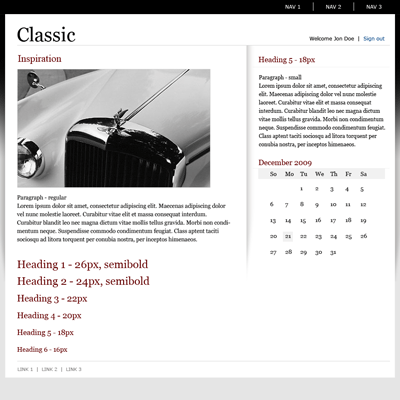 NAV 1 | NAV 2 | NAV 3
Classic
Welcome Jon Doe | Sign out
Inspiration
Paragraph - regular
Lorem ipsum dolor sit amet, consectetur adipiscing elit. Maecenas adipiscing dolor
vel nunc molestie laoreet. Curabitur vitae elit et massa consequat interdum.
Curabitur blandit leo nec magna dictum vitae mollis tellus gravida. Morbi non condi-
mentum neque. Suspendisse commodo condimentum feugiat. Class aptent taciti
sociosqu ad litora torquent per conubia nostra, per inceptos himenaeos.
Heading 1 - 26px, semibold
Heading 2 - 24px, semibold
Heading 3 - 22px
Heading 4 - 20px
Heading 5 - 18px
Heading 6 - 16px
Heading 5 - 18px
Paragraph - small
Lorem ipsum dolor sit amet, consectetur adipiscing
elit. Maecenas adipiscing dolor vel nunc molestie
laoreet. Curabitur vitae elit et massa consequat
interdum. Curabitur blandit leo nec magna dictum
vitae mollis tellus gravida. Morbi non condimentum
neque. Suspendisse commodo condimentum feugiat.
Class aptent taciti sociosqu ad litora torquent per
conubia nostra, per inceptos himenaeos.
December 2009
So Mo Tu We Th Fr Sa
1 2 3 4 5
6 7 8 9 10 11 12
13 14 15 16 17 18 19
20 21 22 23 24 25 26
27 28 29 30 31
LINK 1 | LINK 2 | LINK 3